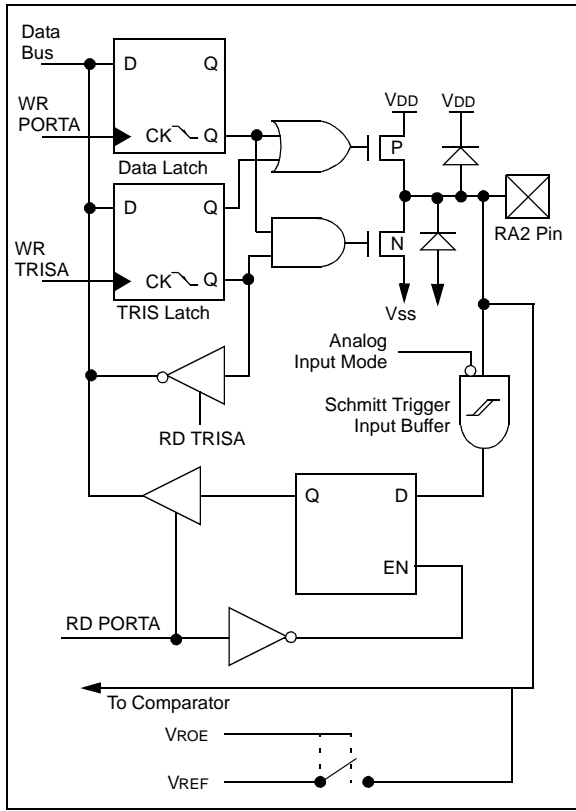 Data
Bus
D
Q
VDD
VDD
WR
PORTA
CK
Q
P
Data Latch
D
Q
RA2 Pin
N
WR
TRISA
CK
Q
TRIS Latch
VSS
Analog
Input Mode
Schmitt Trigger
Input Buffer
RD TRISA
Q
D
EN
RD PORTA
To Comparator
VROE
VREF